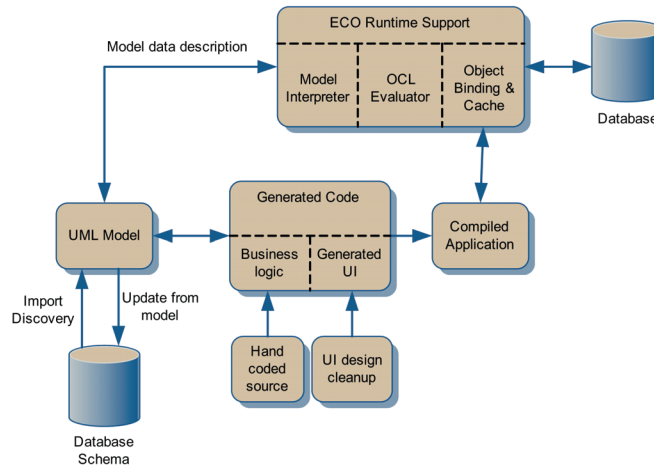 ECO Runtime Support
Model data description
Model
Interpreter
OCL
Evaluator
Object
Binding &
Cache
Database
Generated Code
UML Model
Compiled
Application
Business
logic
Generated
UI
Import
Discovery
Update from
model
Hand
coded
source
UI design
cleanup
Database
Schema